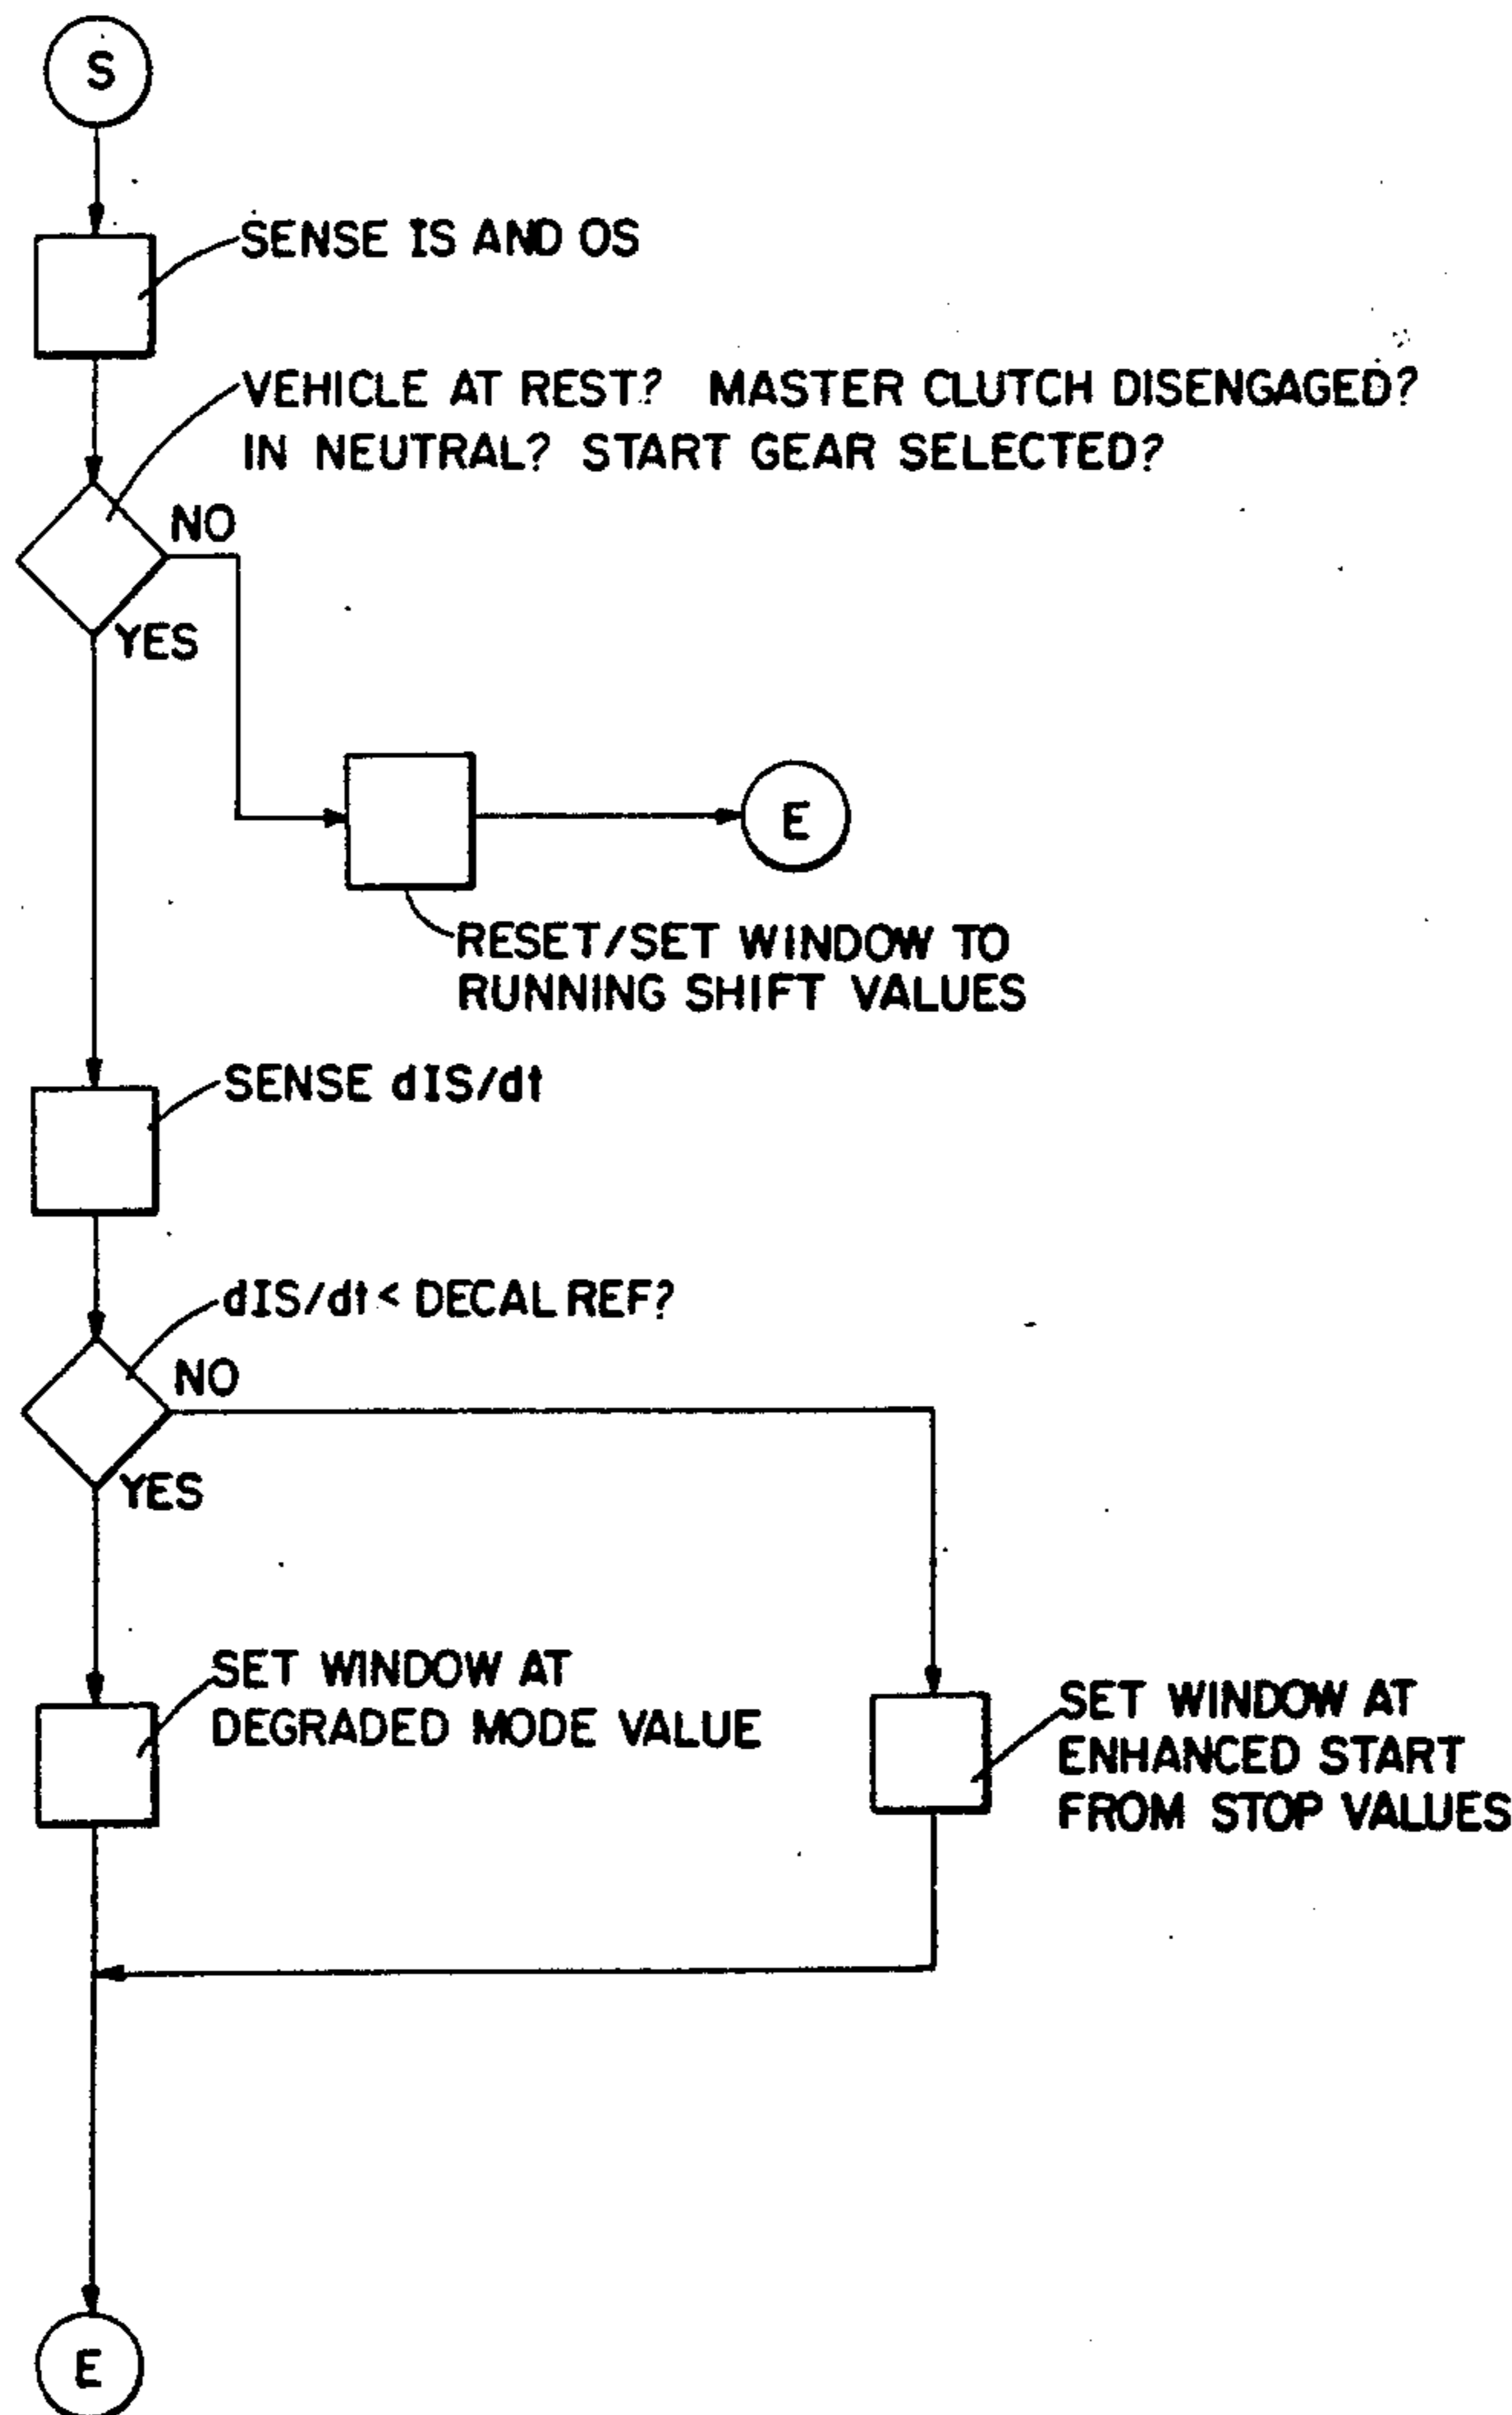 S
SENSE IS AND OS
VEHICLE AT REST? MASTER CLUTCH DISENGAGED?
IN NEUTRAL? START GEAR SELECTED?
NO
YES
E
RESET/SET WINDOW TO
RUNNING SHIFT VALUES
SENSE dIS/dt
dIS/dt < DECAL REF?
NO
YES
SET WINDOW AT
DEGRADED MODE VALUE
SET WINDOW AT
ENHANCED START
FROM STOP VALUES
E